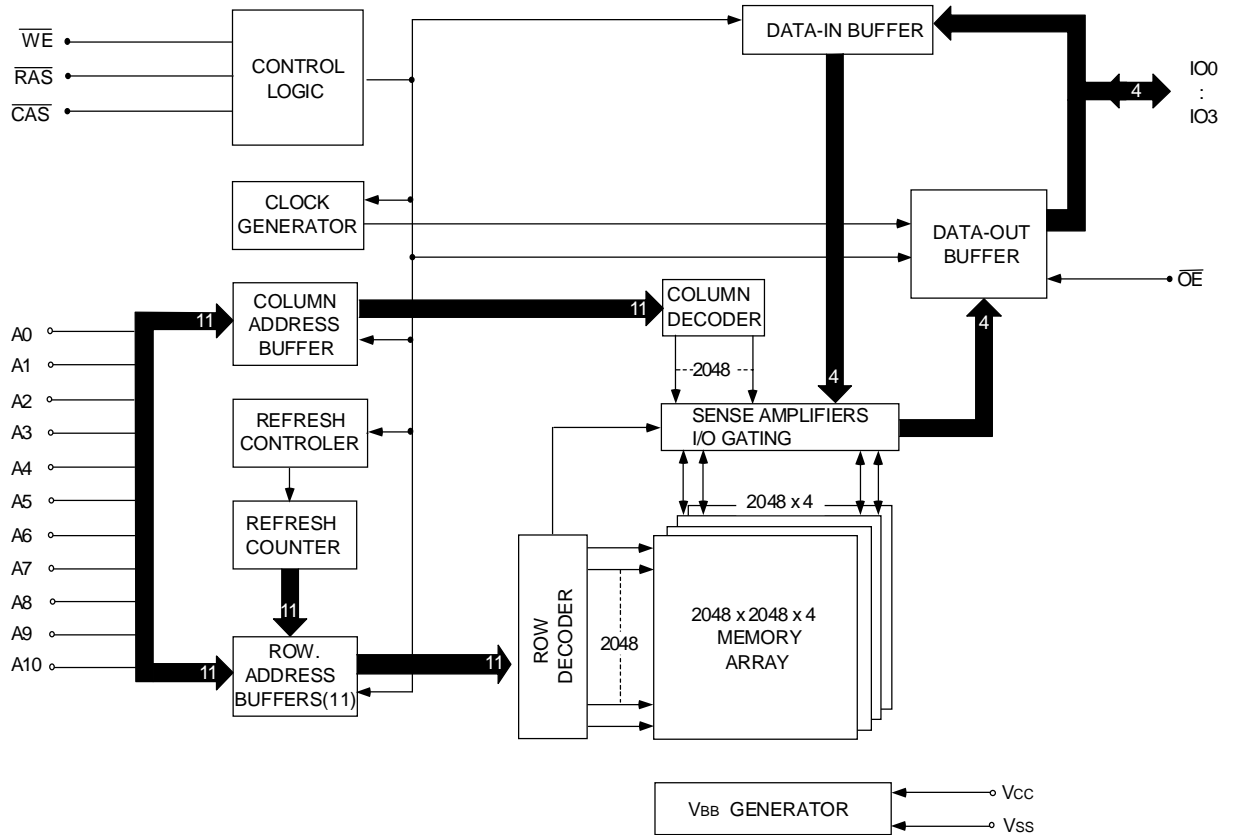 WE
RAS
CAS
CONTROL
LOGIC
DATA-IN BUFFER
4
IO0
:
IO3
CLOCK
GENERATOR
DATA-OUT
BUFFER
OE
4
A0
A1
A2
A3
A4
A5
A6
A7
A8
A9
A10
11
COLUMN
ADDRESS
BUFFER
11
COLUMN
DECODER
2048
4
SENSE AMPLIFIERS
I/O GATING
REFRESH
CONTROLER
REFRESH
COUNTER
11
11
ROW.
ADDRESS
BUFFERS(11)
11
ROW
DECODER
2048
2048 x 4
2048 x 2048 x 4
MEMORY
ARRAY
VBB GENERATOR
VCC
VSS